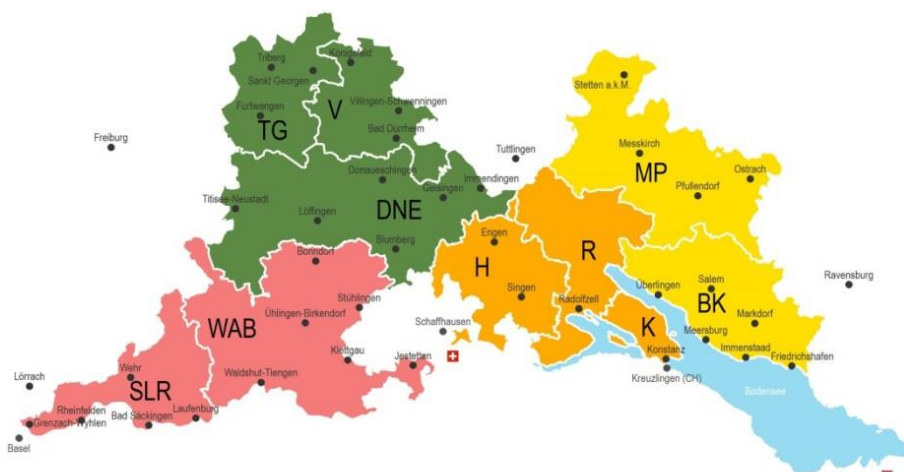 Königsfeld
Triberg
Sankt Georgen
Stetten a.k.M.
V
Villingen-Schwenningen
Furtwangen
TG
Bad Dürrheim
Freiburg
Tuttlingen
Messkirch
MP
Ostrach
Donaueschingen
Immendingen
Geisingen
Pfullendorf
Titisee-Neustadt
DNE
Löffingen
Engen
Blumberg
R
H
Bonndorf
Ravensburg
Salem
Überlingen
Singen
BK
Stühlingen
Radolfzell
Ühlingen-Birkendorf
WAB
K
Markdorf
Schaffhausen
Meersburg
Klettgau
Jestetten
Konstanz
Immenstaad
Friedrichshafen
Wehr
Waldshut-Tiengen
Kreuzlingen (CH)
Lörrach
SLR
Bodensee
Rheinfelden
Bad Säckingen
Laufenburg
Grenzach-Wyhlen
Basel